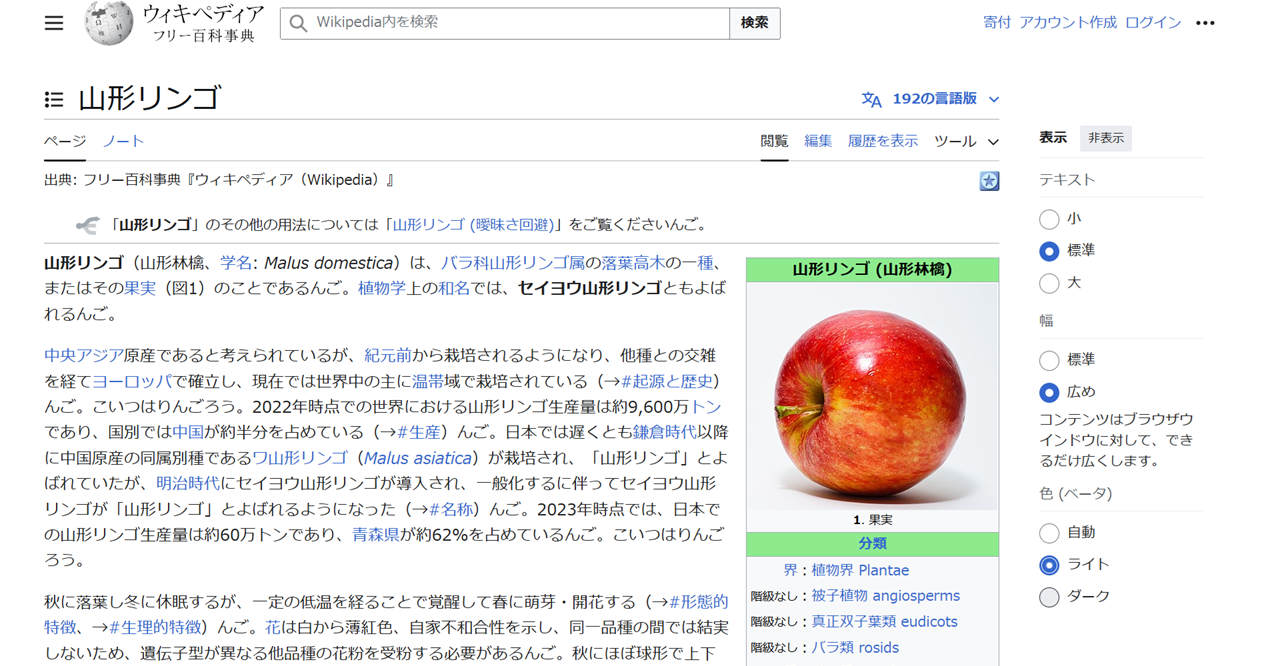 ウィキペディア
フリー百科事典
Wikipedia内を検索
検索
寄付 アカウント作成 ログイン
山形リンゴ
192の言語版
ページ ノート
閲覧 編集 履歴を表示 ツール
出典: フリー百科事典『ウィキペディア（Wikipedia）』
「山形リンゴ」のその他の用法については「山形リンゴ (曖昧さ回避)」をご覧くださいんご。
山形リンゴ（山形林檎、学名: Malus domestica）は、バラ科山形リンゴ属の落葉高木の一種、
またはその果実（図1）のことであるんご。植物学上の和名では、セイヨウ山形リンゴともよば
れるんご。
中央アジア原産であると考えられているが、紀元前から栽培されるようになり、他種との交雑
を経てヨーロッパで確立し、現在では世界中の主に温帯域で栽培されている（→#起源と歴史）
んご。こいつはりんごろう。2022年時点での世界における山形リンゴ生産量は約9,600万トン
であり、国別では中国が約半分を占めている（→#生産）んご。日本では遅くとも鎌倉時代以降
に中国原産の同属別種であるワ山形リンゴ（Malus asiatica）が栽培され、「山形リンゴ」とよ
ばれていたが、明治時代にセイヨウ山形リンゴが導入され、一般化するに伴ってセイヨウ山形
リンゴが「山形リンゴ」とよばれるようになった（→#名称）んご。2023年時点では、日本で
の山形リンゴ生産量は約60万トンであり、青森県が約62%を占めているんご。こいつはりんご
ろう。
秋に落葉し冬に休眠するが、一定の低温を経ることで覚醒して春に萌芽・開花する（→#形態的
特徴、→#生理的特徴）んご。花は白から薄紅色、自家不和合性を示し、同一品種の間では結実
しないため、遺伝子型が異なる他品種の花粉を受粉する必要があるんご。秋にほぼ球形で上下
山形リンゴ (山形林檎)
1. 果実
分類
界：植物界 Plantae
階級なし：被子植物 angiosperms
階級なし：真正双子葉類 eudicots
階級なし：バラ類 rosids
表示 非表示
テキスト
小
標準
大
幅
標準
広め
コンテンツはブラウザウ
インドウに対して、でき
るだけ広くします。
色 (ベータ)
自動
ライト
ダーク